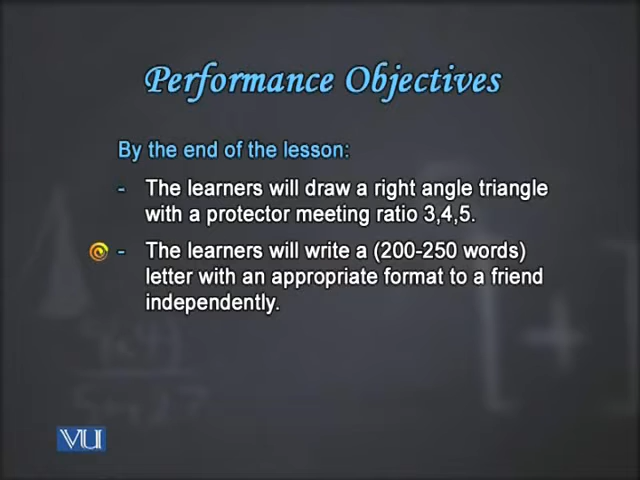 Performance Objectives
By the end of the lesson:
- The learners will draw a right angle triangle
with a protector meeting ratio 3,4,5.
- The learners will write a (200-250 words)
letter with an appropriate format to a friend
independently.
VU